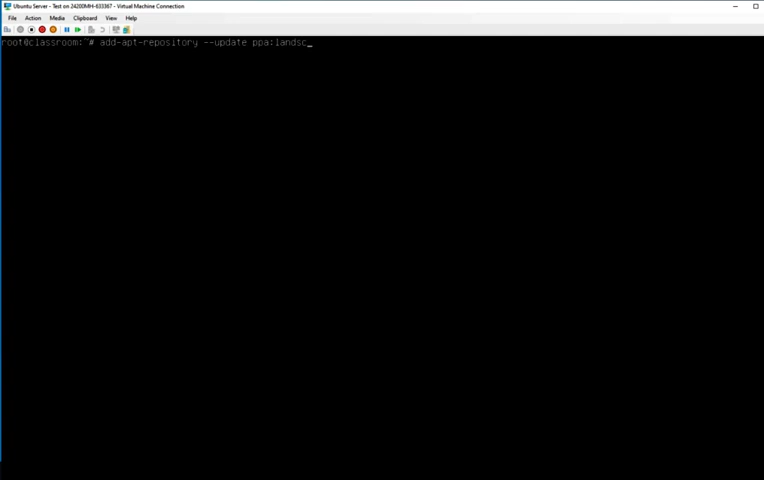 Ubuntu Server - Test on 24200MH-833367 - Virtual Machine Connection
File Action Media Clipboard View Help
root@classroom:~# add-apt-repository --update ppa:landsc_